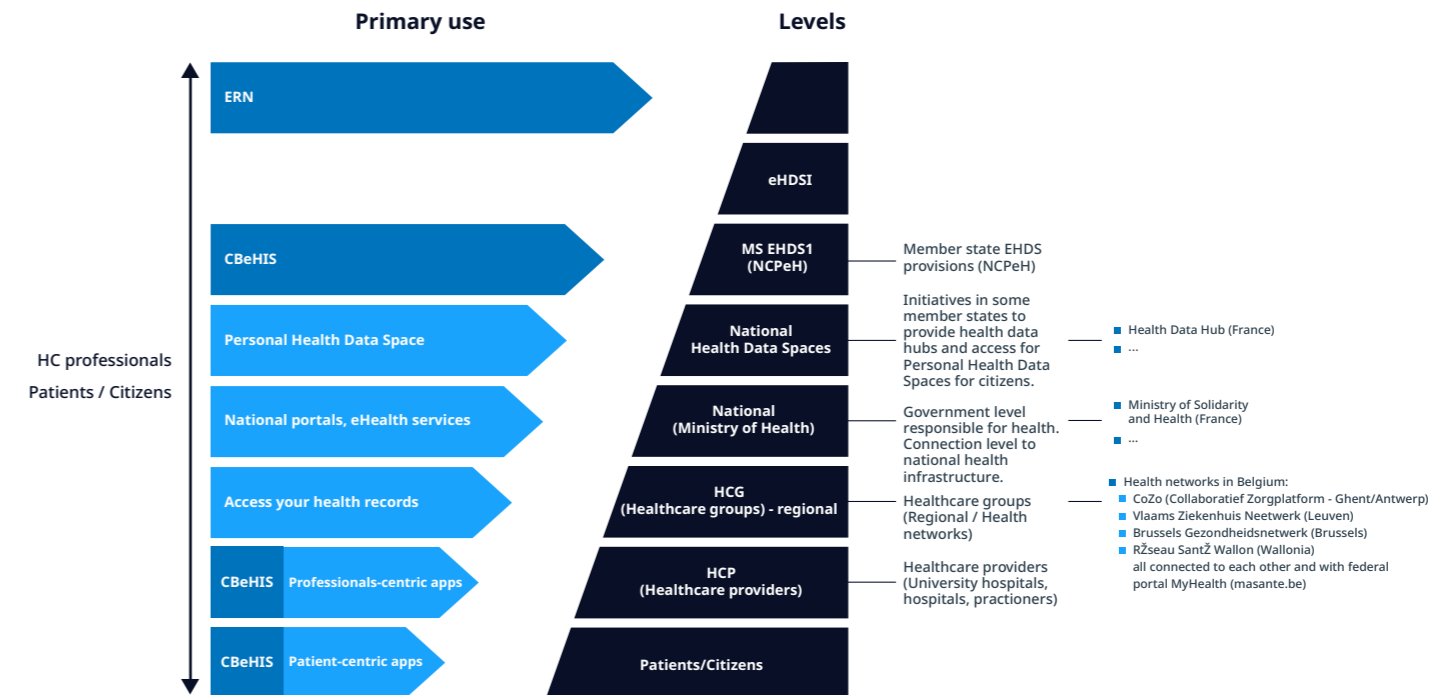 Primary use
Levels
ERN
eHDSI
CBeHIS
MS EHDS1
(NCPeH)
Member state EHDS
provisions (NCPeH)
Personal Health Data Space
National
Health Data Spaces
Initiatives in some
member states to
provide health data
hubs and access for
Personal Health Data
Spaces for citizens.
Health Data Hub (France)
...
HC professionals
Patients / Citizens
National portals, eHealth services
National
(Ministry of Health)
Government level
responsible for health.
Connection level to
national health
infrastructure.
Ministry of Solidarity
and Health (France)
...
Access your health records
HCG
(Healthcare groups) - regional
Healthcare groups
(Regional / Health
networks)
Health networks in Belgium:
CoZo (Collaboratief Zorgplatform - Ghent/Antwerp)
Vlaams Ziekenhuis Neetwerk (Leuven)
Brussels Gezondheidsnetwerk (Brussels)
RŽseau SantŽ Wallon (Wallonia)
all connected to each other and with federal
portal MyHealth (masante.be)
CBeHIS
Professionals-centric apps
HCP
(Healthcare providers)
Healthcare providers
(University hospitals,
hospitals, practioners)
CBeHIS
Patient-centric apps
Patients/Citizens